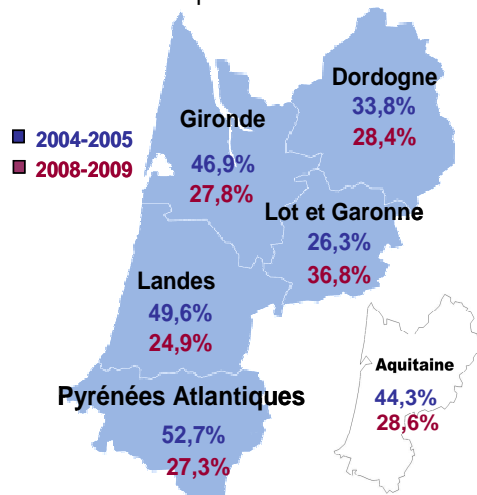 Dordogne
33,8%
28,4%
Gironde
46,9%
27,8%
2004-2005
2008-2009
Lot et Garonne
26,3%
36,8%
Landes
49,6%
24,9%
Aquitaine
44,3%
28,6%
Pyrénées Atlantiques
52,7%
27,3%